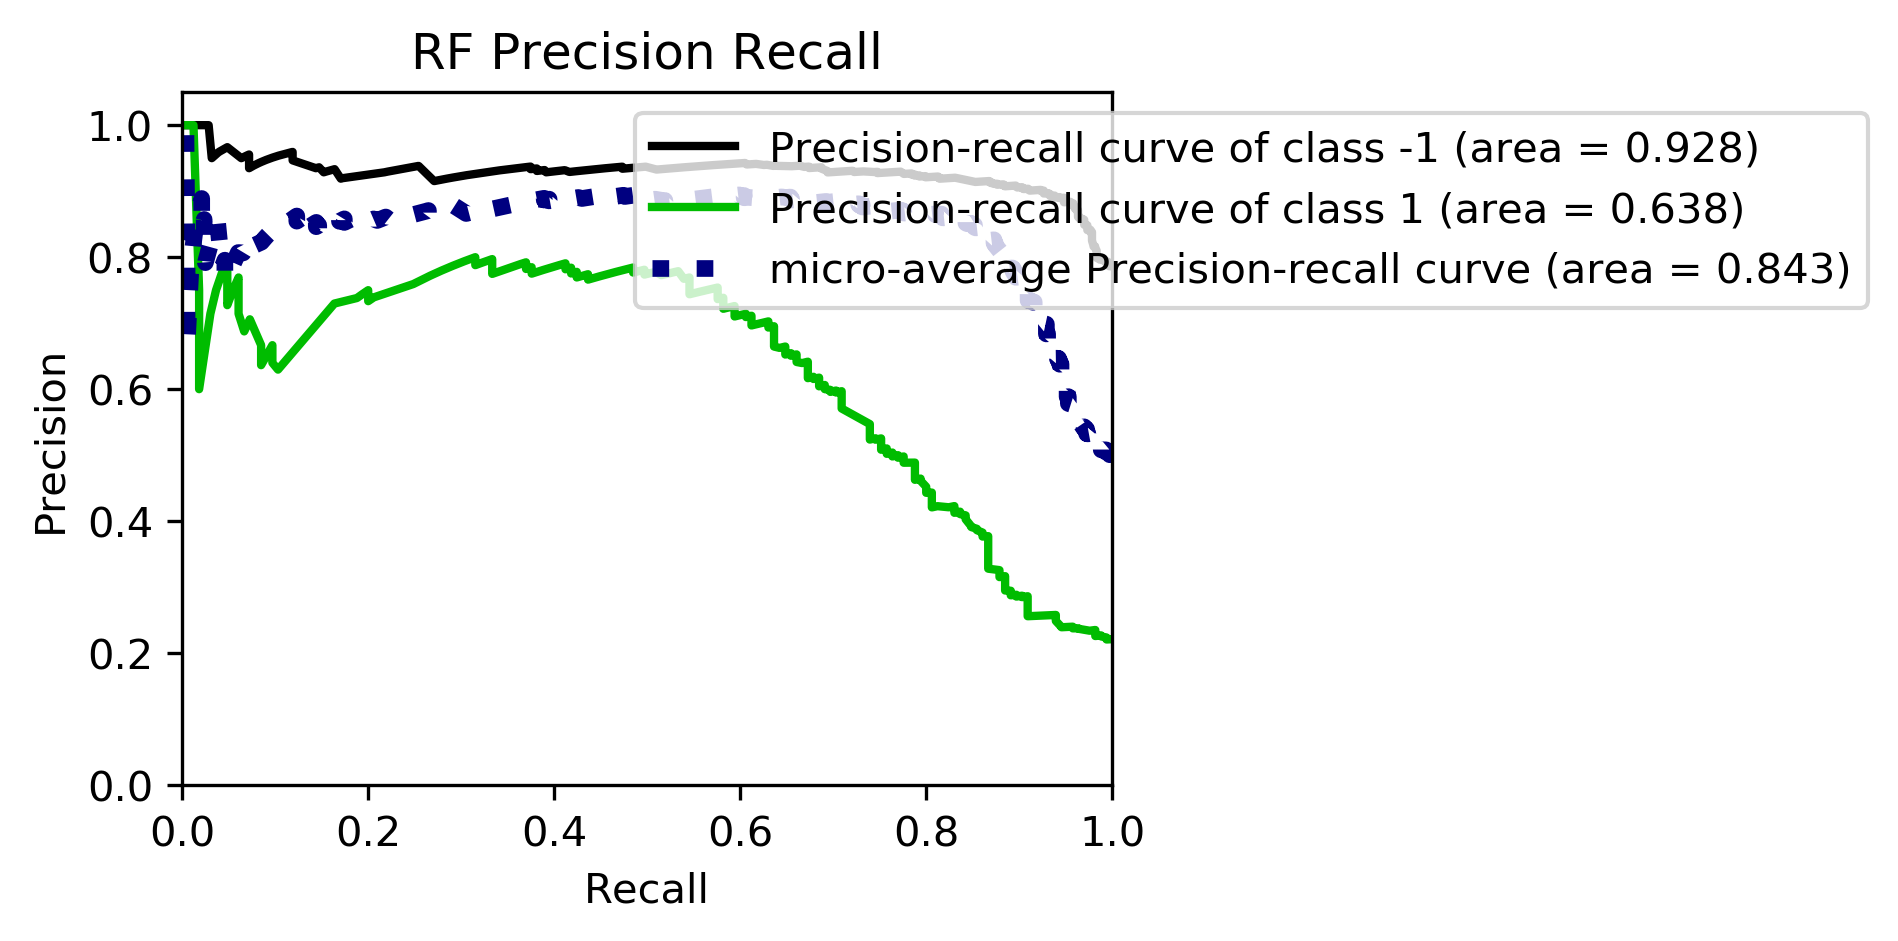 RF Precision Recall
Precision-recall curve of class -1 (area = 0.928)
Precision-recall curve of class 1 (area = 0.638)
micro-average Precision-recall curve (area = 0.843)
Precision
1.0
0.8
0.6
0.4
0.2
0.0
0.0 0.2 0.4 0.6 0.8 1.0
Recall